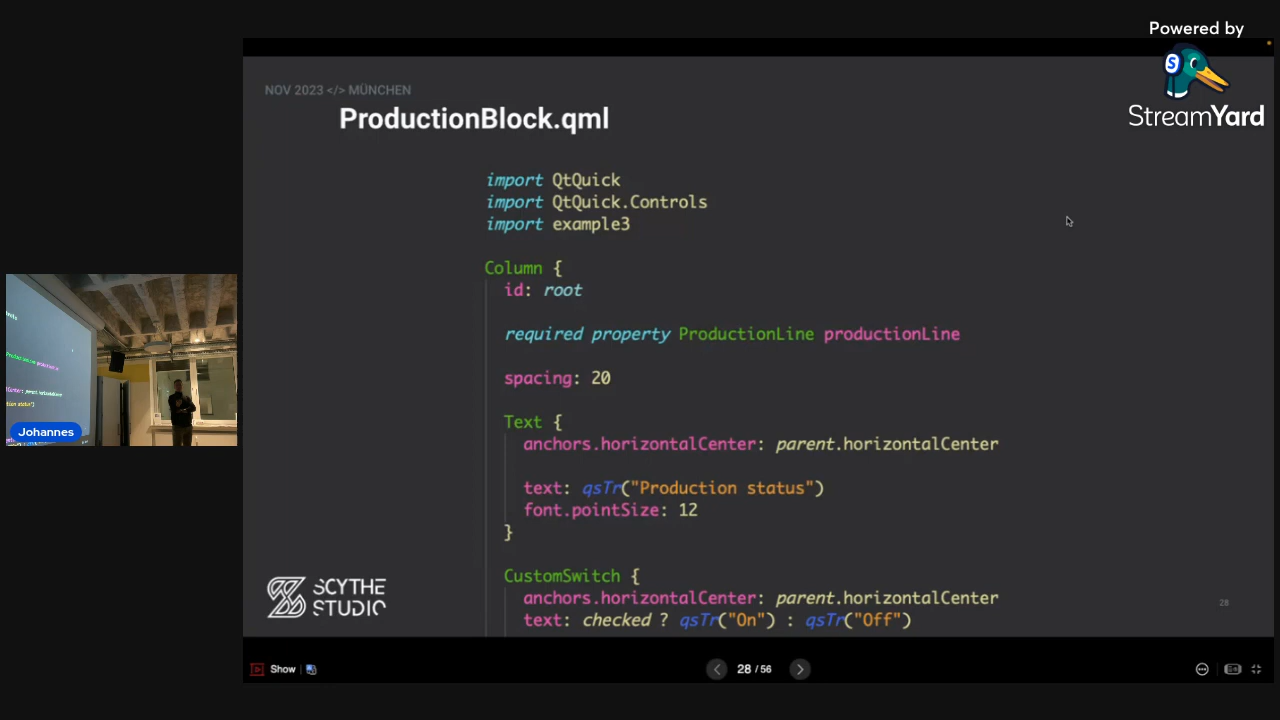 Powered by
StreamYard
NOV 2023 </> MÜNCHEN
ProductionBlock.qml
import QtQuick
import QtQuick.Controls
import example3
Column {
id: root
required property ProductionLine productionLine
spacing: 20
Text {
anchors.horizontalCenter: parent.horizontalCenter
text: qsTr("Production status")
font.pointSize: 12
}
CustomSwitch {
anchors.horizontalCenter: parent.horizontalCenter
text: checked ? qsTr("On") : qsTr("Off")
SCYTHE
STUDIO
28
Johannes
Show
28 / 56